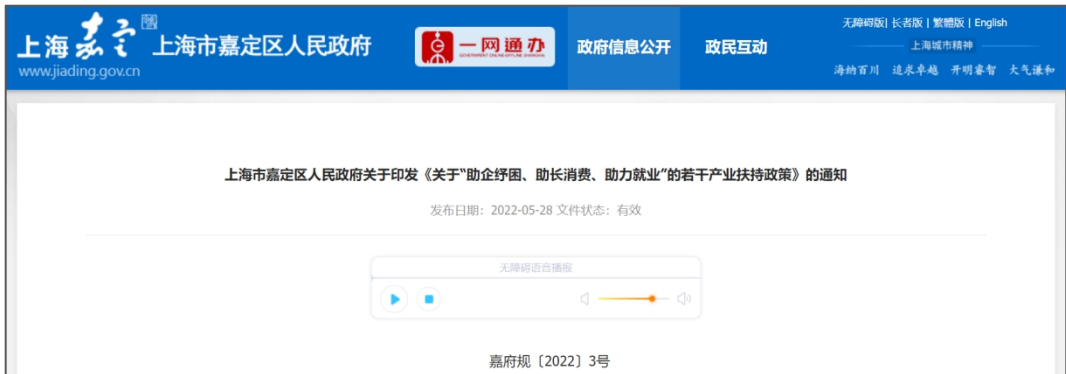 上海嘉定
上海市嘉定区人民政府
www.jiading.gov.cn
一网通办
GOVERNMENT ONLINE-OFFLINE SHANGHAI
政府信息公开
政民互动
无障碍版| 长者版 | 繁體版 | English
上海城市精神
海纳百川 追求卓越 开明睿智 大气谦和
上海市嘉定区人民政府关于印发《关于“助企纾困、助长消费、助力就业”的若干产业扶持政策》的通知
发布日期：2022-05-28 文件状态：有效
无障碍语音播报
嘉府规〔2022〕3号